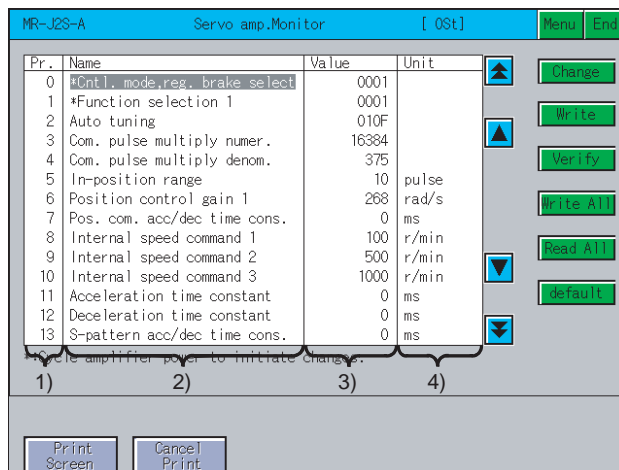 MR-J2S-A Servo amp.Monitor [ 0St] Menu End
Pr. Name Value Unit
0 *Cntl. mode,reg. brake select 0001
1 *Function selection 1 0001
2 Auto tuning 010F
3 Com. pulse multiply numer. 16384
4 Com. pulse multiply denom. 375
5 In-position range 10 pulse
6 Position control gain 1 268 rad/s
7 Pos. com. acc/dec time cons. 0 ms
8 Internal speed command 1 100 r/min
9 Internal speed command 2 500 r/min
10 Internal speed command 3 1000 r/min
11 Acceleration time constant 0 ms
12 Deceleration time constant 0 ms
13 S-pattern acc/dec time cons. 0 ms
Change
Write
Verify
Write All
Read All
default
*:Cycle amplifier power to initiate changes.
1) 2) 3) 4)
Print
Screen
Cancel
Print